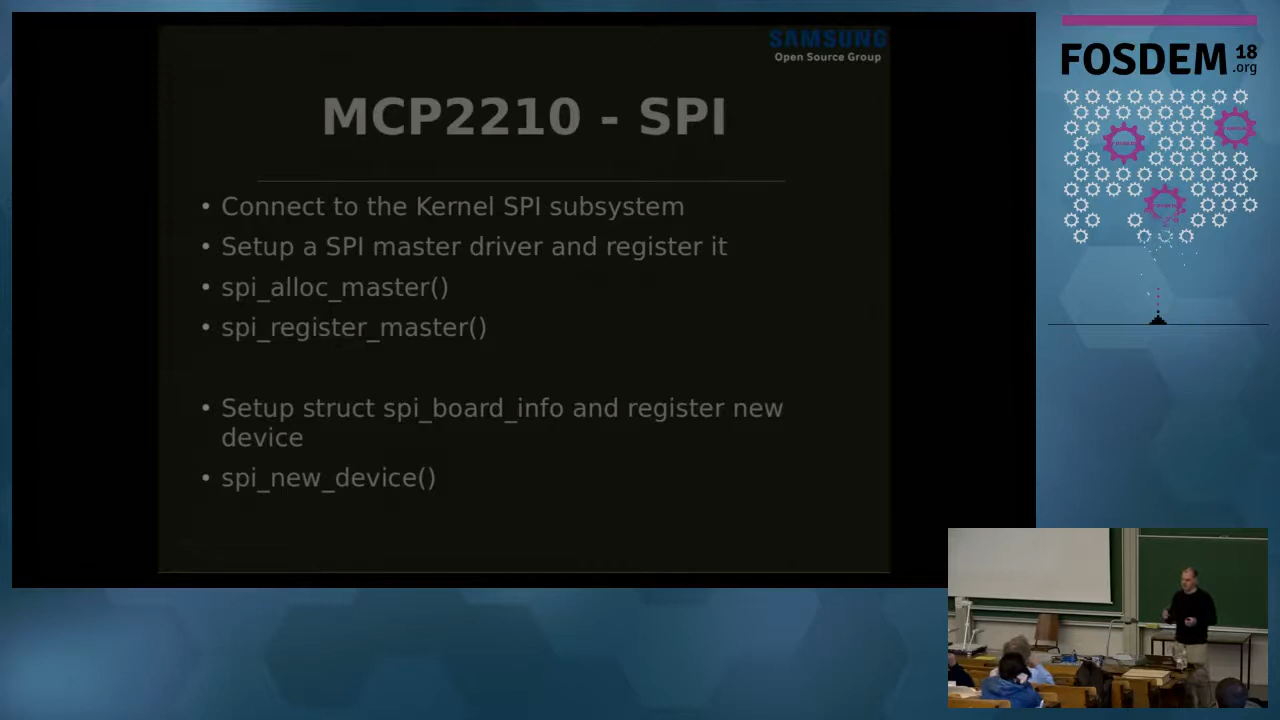 SAMSUNG
Open Source Group
MCP2210 - SPI
• Connect to the Kernel SPI subsystem
• Setup a SPI master driver and register it
• spi_alloc_master()
• spi_register_master()
• Setup struct spi_board_info and register new
device
• spi_new_device()
FOSDEM 18
.org